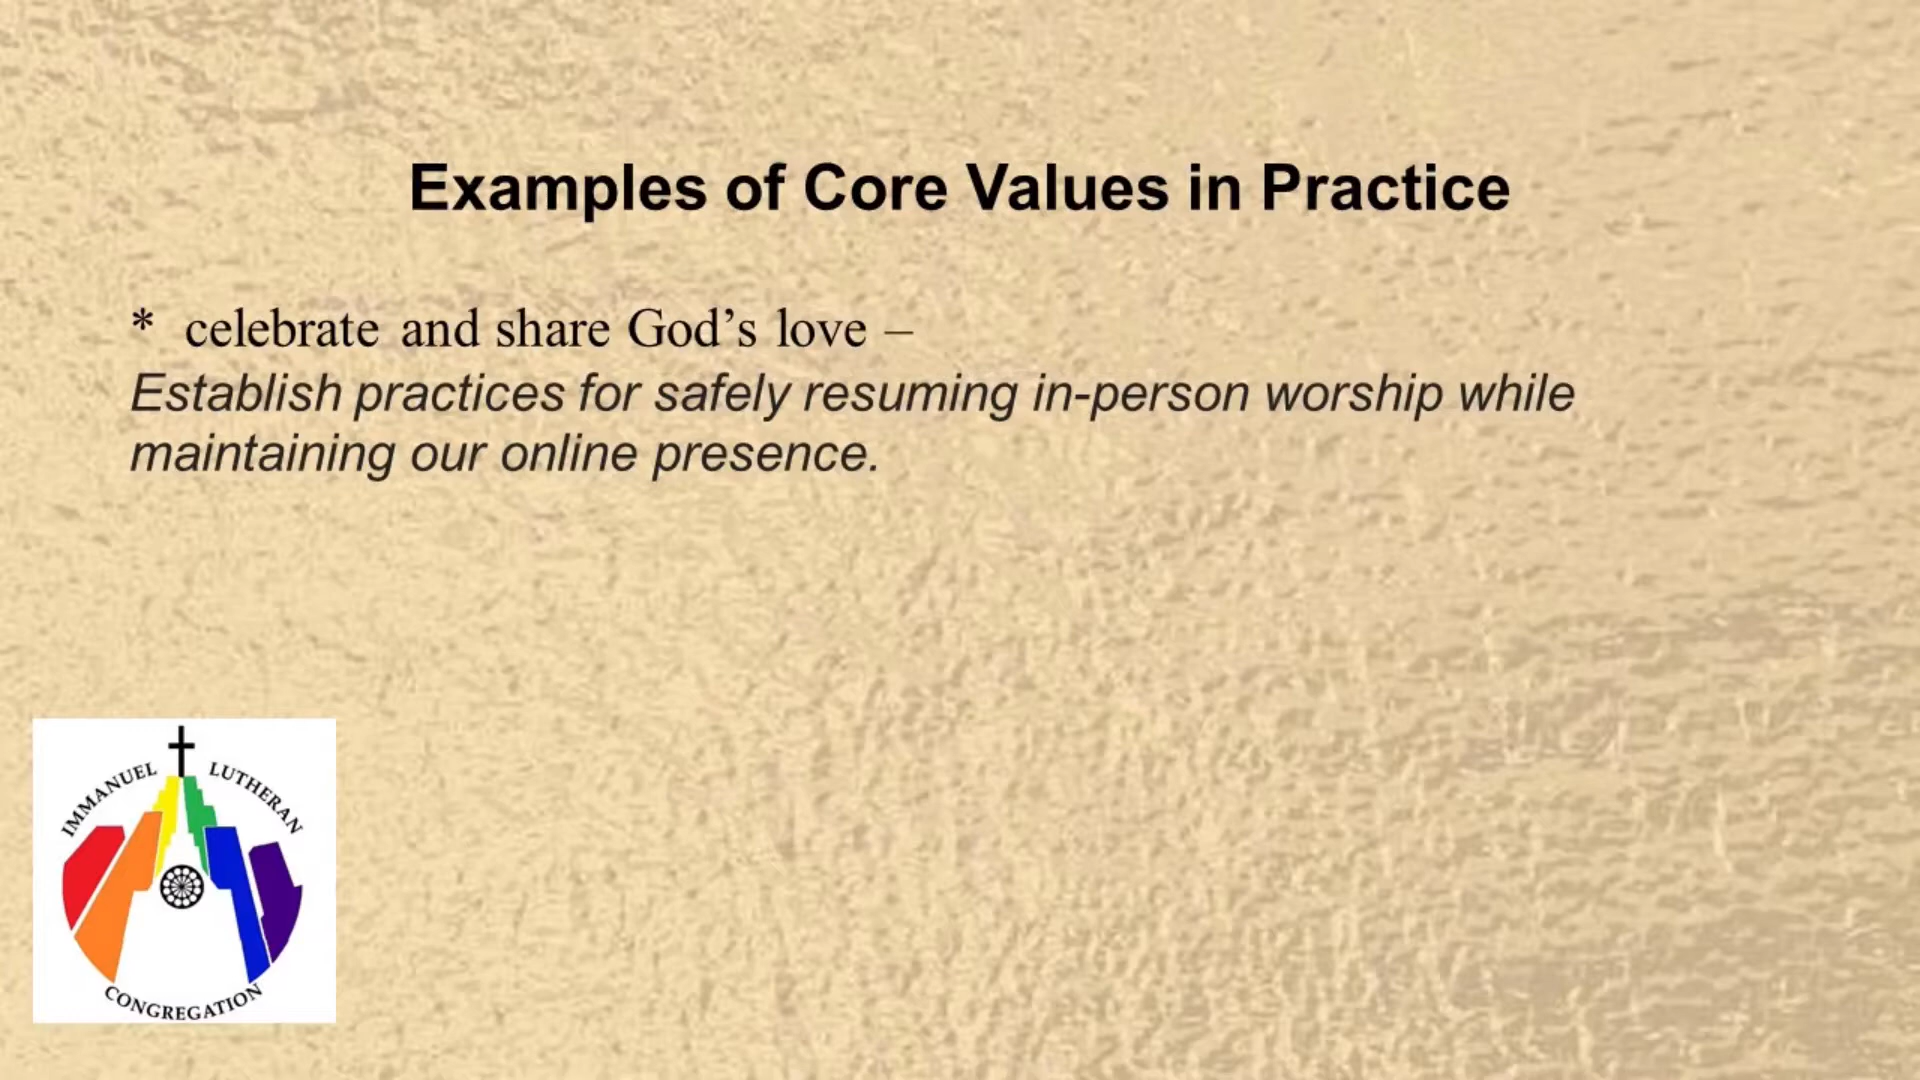 Examples of Core Values in Practice
* celebrate and share God’s love –
Establish practices for safely resuming in-person worship while
maintaining our online presence.
IMMANUEL LUTHERAN
CONGREGATION